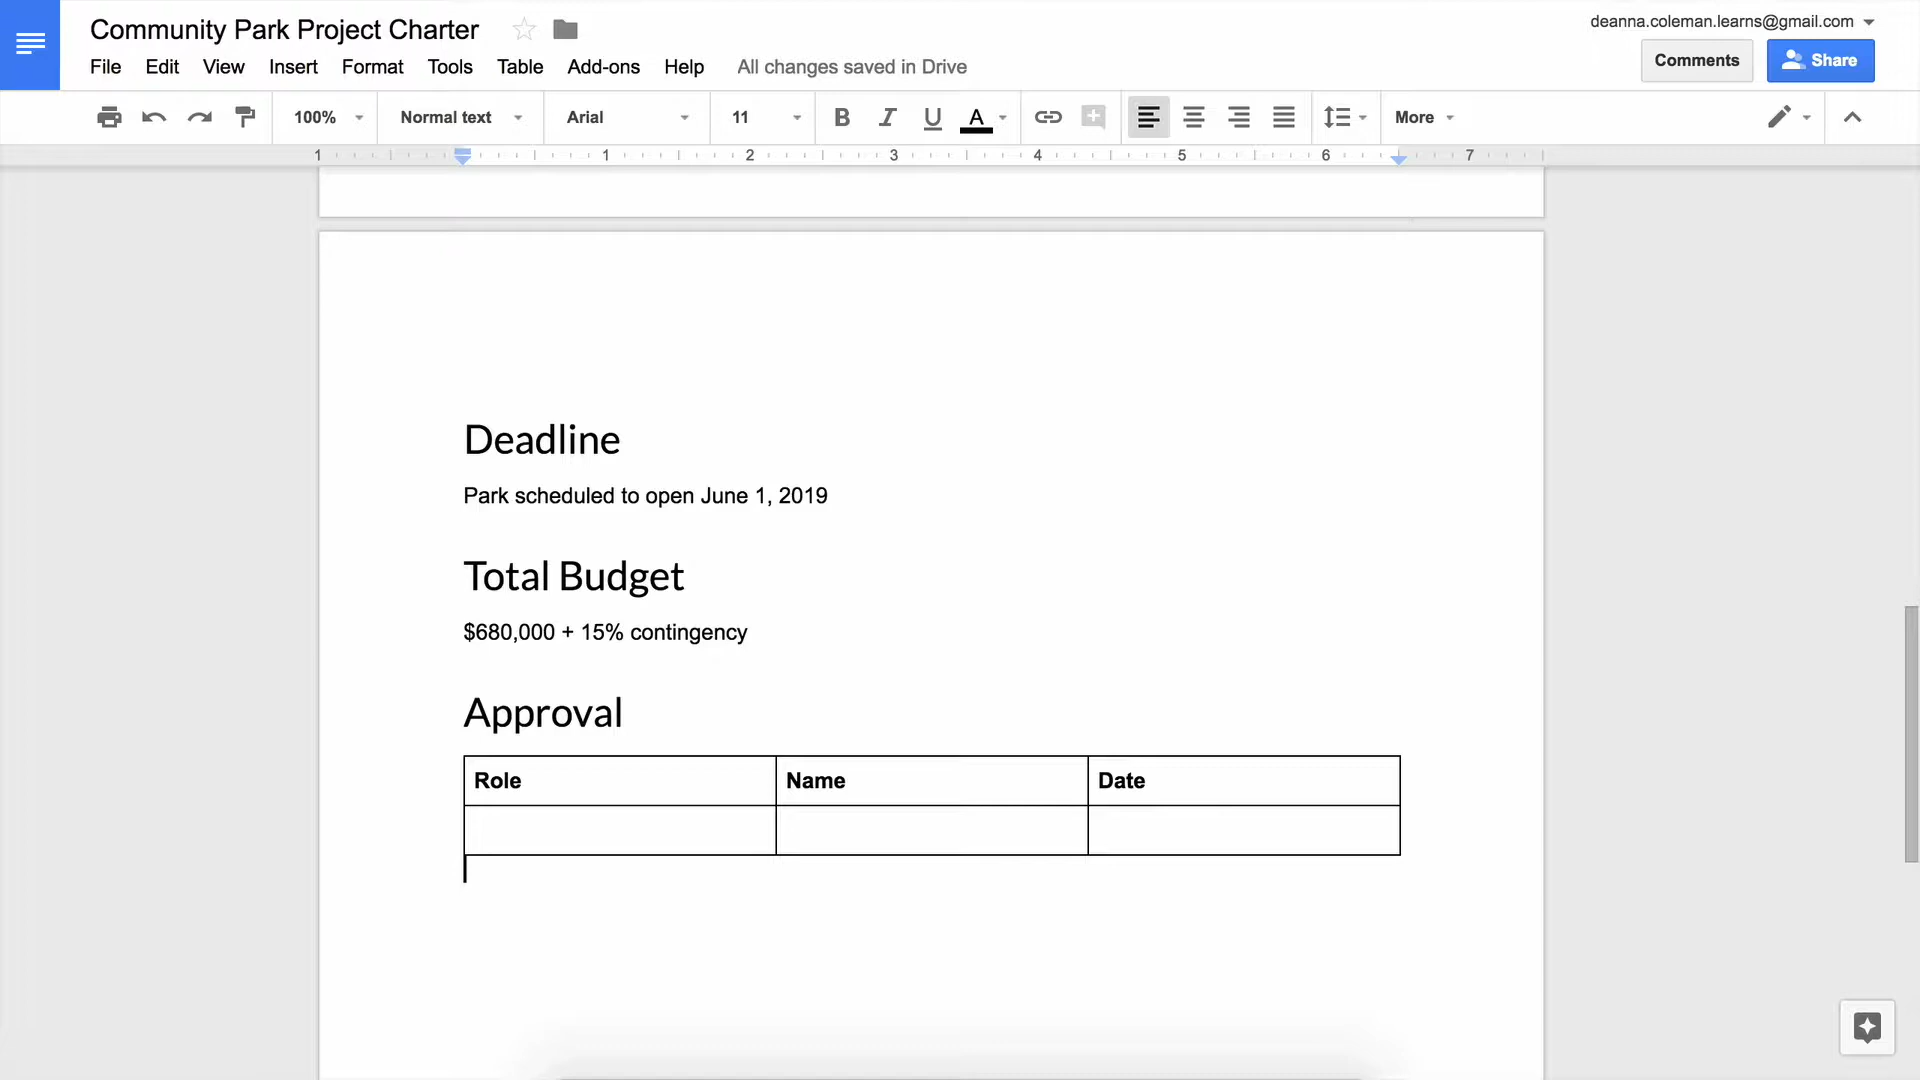 Community Park Project Charter
deanna.coleman.learns@gmail.com
File Edit View Insert Format Tools Table Add-ons Help All changes saved in Drive
Comments Share
100% Normal text Arial 11 B I U A More
1 1 2 3 4 5 6 7
Deadline
Park scheduled to open June 1, 2019
Total Budget
$680,000 + 15% contingency
Approval
Role Name Date